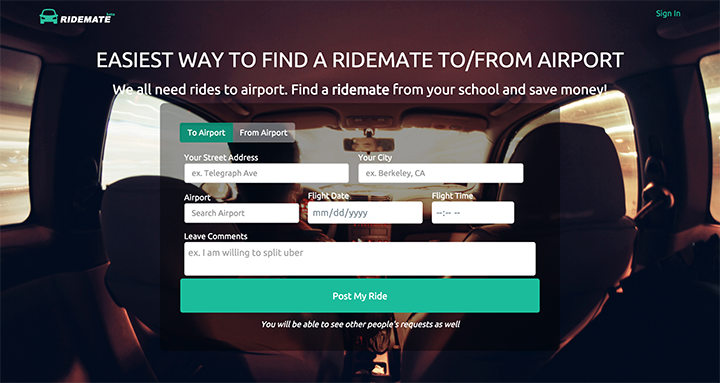 RIDEMATE beta
Sign In
EASIEST WAY TO FIND A RIDEMATE TO/FROM AIRPORT
We all need rides to airport. Find a ridemate from your school and save money!
To Airport From Airport
Your Street Address Your City
ex. Telegraph Ave ex. Berkeley, CA
Airport Flight Date Flight Time
Search Airport mm/dd/yyyy --:-- --
Leave Comments
ex. I am willing to split uber
Post My Ride
You will be able to see other people's requests as well